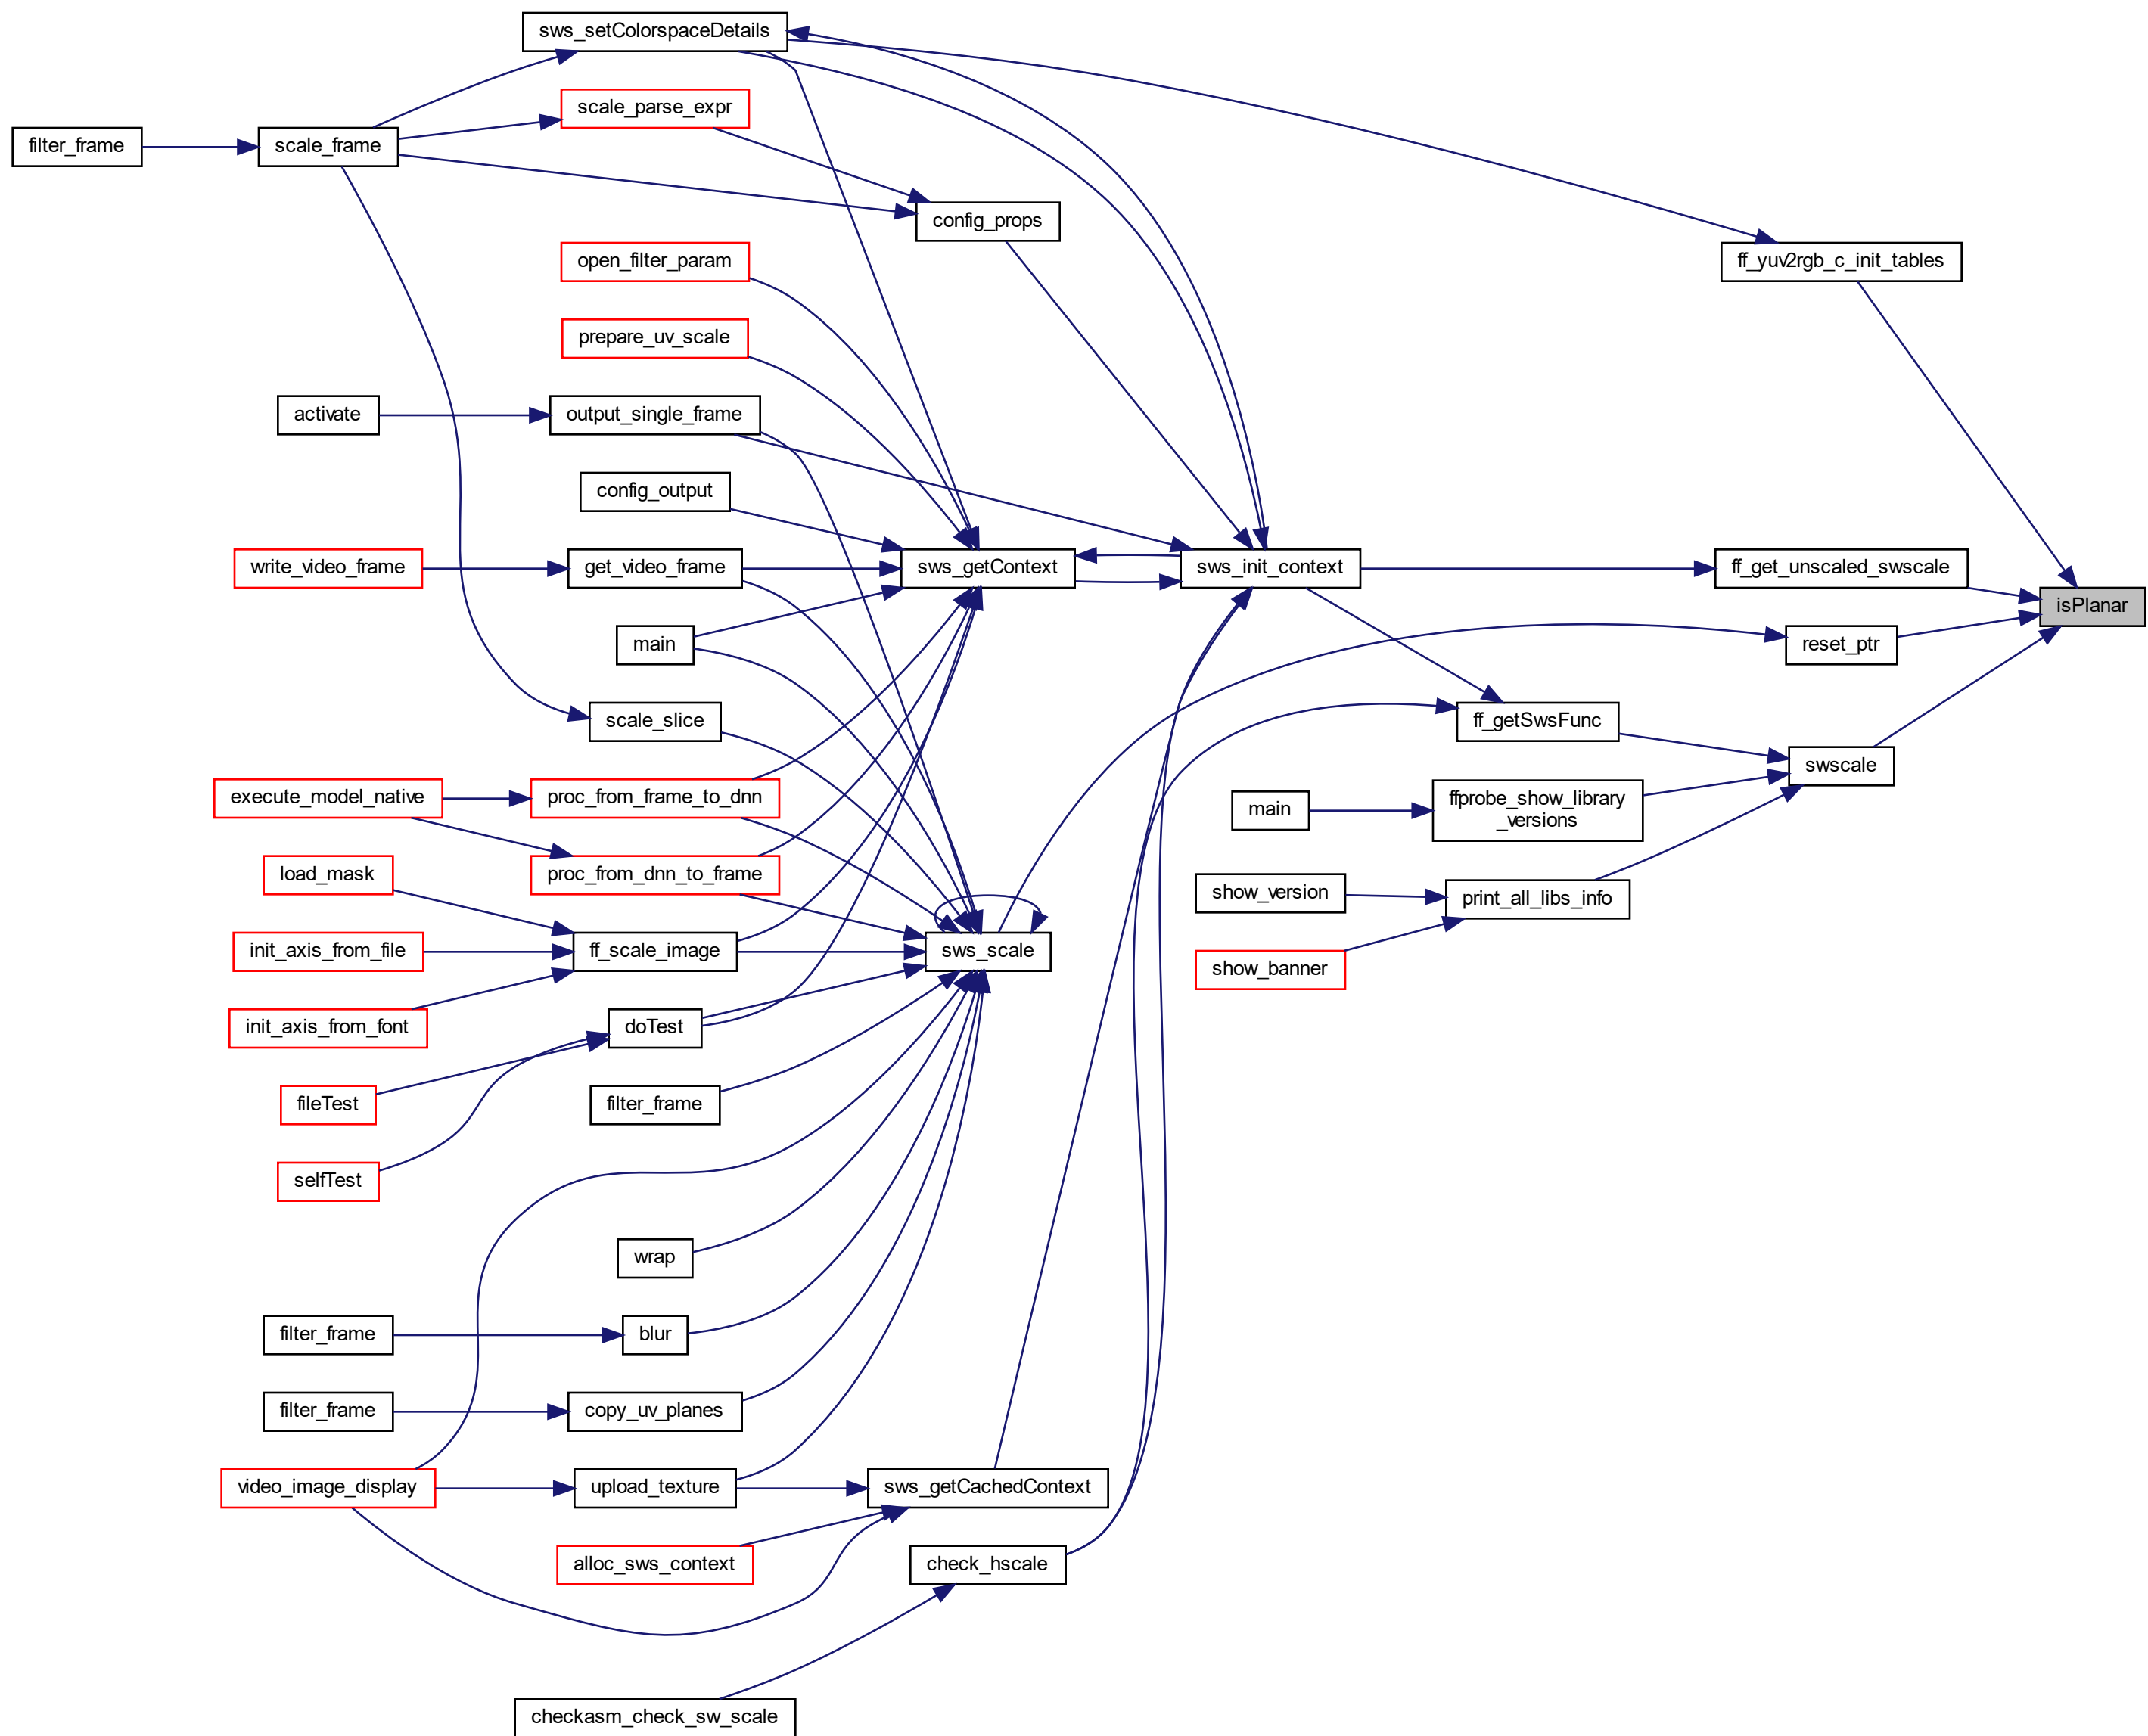 sws_setColorspaceDetails
scale_parse_expr
filter_frame
scale_frame
config_props
open_filter_param
ff_yuv2rgb_c_init_tables
prepare_uv_scale
activate
output_single_frame
config_output
write_video_frame
get_video_frame
sws_getContext
sws_init_context
ff_get_unscaled_swscale
isPlanar
main
reset_ptr
scale_slice
ff_getSwsFunc
swscale
execute_model_native
proc_from_frame_to_dnn
main
ffprobe_show_library
_versions
load_mask
proc_from_dnn_to_frame
show_version
print_all_libs_info
init_axis_from_file
ff_scale_image
sws_scale
show_banner
init_axis_from_font
doTest
fileTest
filter_frame
selfTest
wrap
filter_frame
blur
filter_frame
copy_uv_planes
video_image_display
upload_texture
sws_getCachedContext
alloc_sws_context
check_hscale
checkasm_check_sw_scale